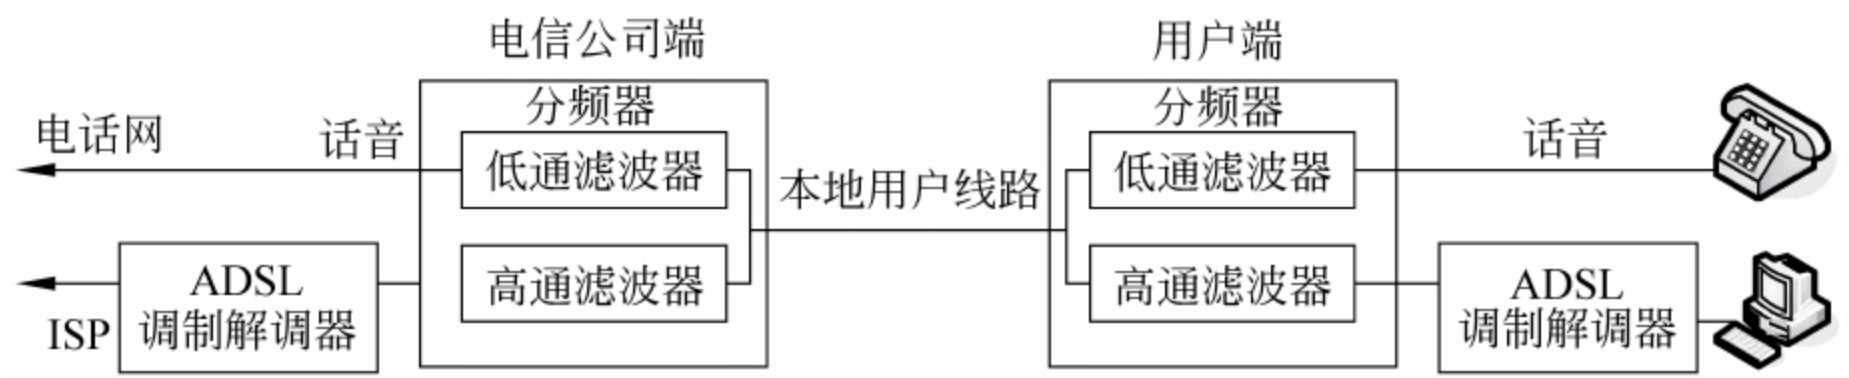 电信公司端
用户端
分频器
分频器
电话网
话音
低通滤波器
本地用户线路
低通滤波器
话音
ISP
ADSL
调制解调器
高通滤波器
高通滤波器
ADSL
调制解调器